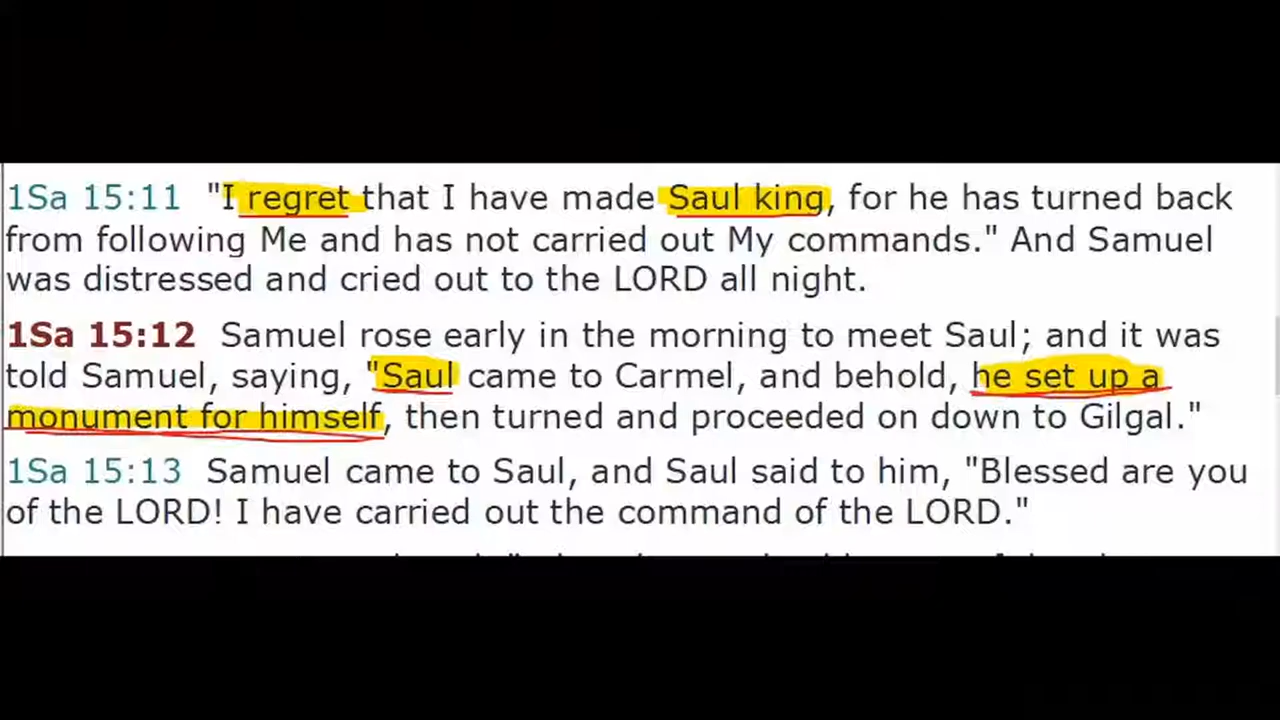 1Sa 15:11 "I regret that I have made Saul king, for he has turned back
from following Me and has not carried out My commands." And Samuel
was distressed and cried out to the LORD all night.
1Sa 15:12 Samuel rose early in the morning to meet Saul; and it was
told Samuel, saying, "Saul came to Carmel, and behold, he set up a
monument for himself, then turned and proceeded on down to Gilgal."
1Sa 15:13 Samuel came to Saul, and Saul said to him, "Blessed are you
of the LORD! I have carried out the command of the LORD."